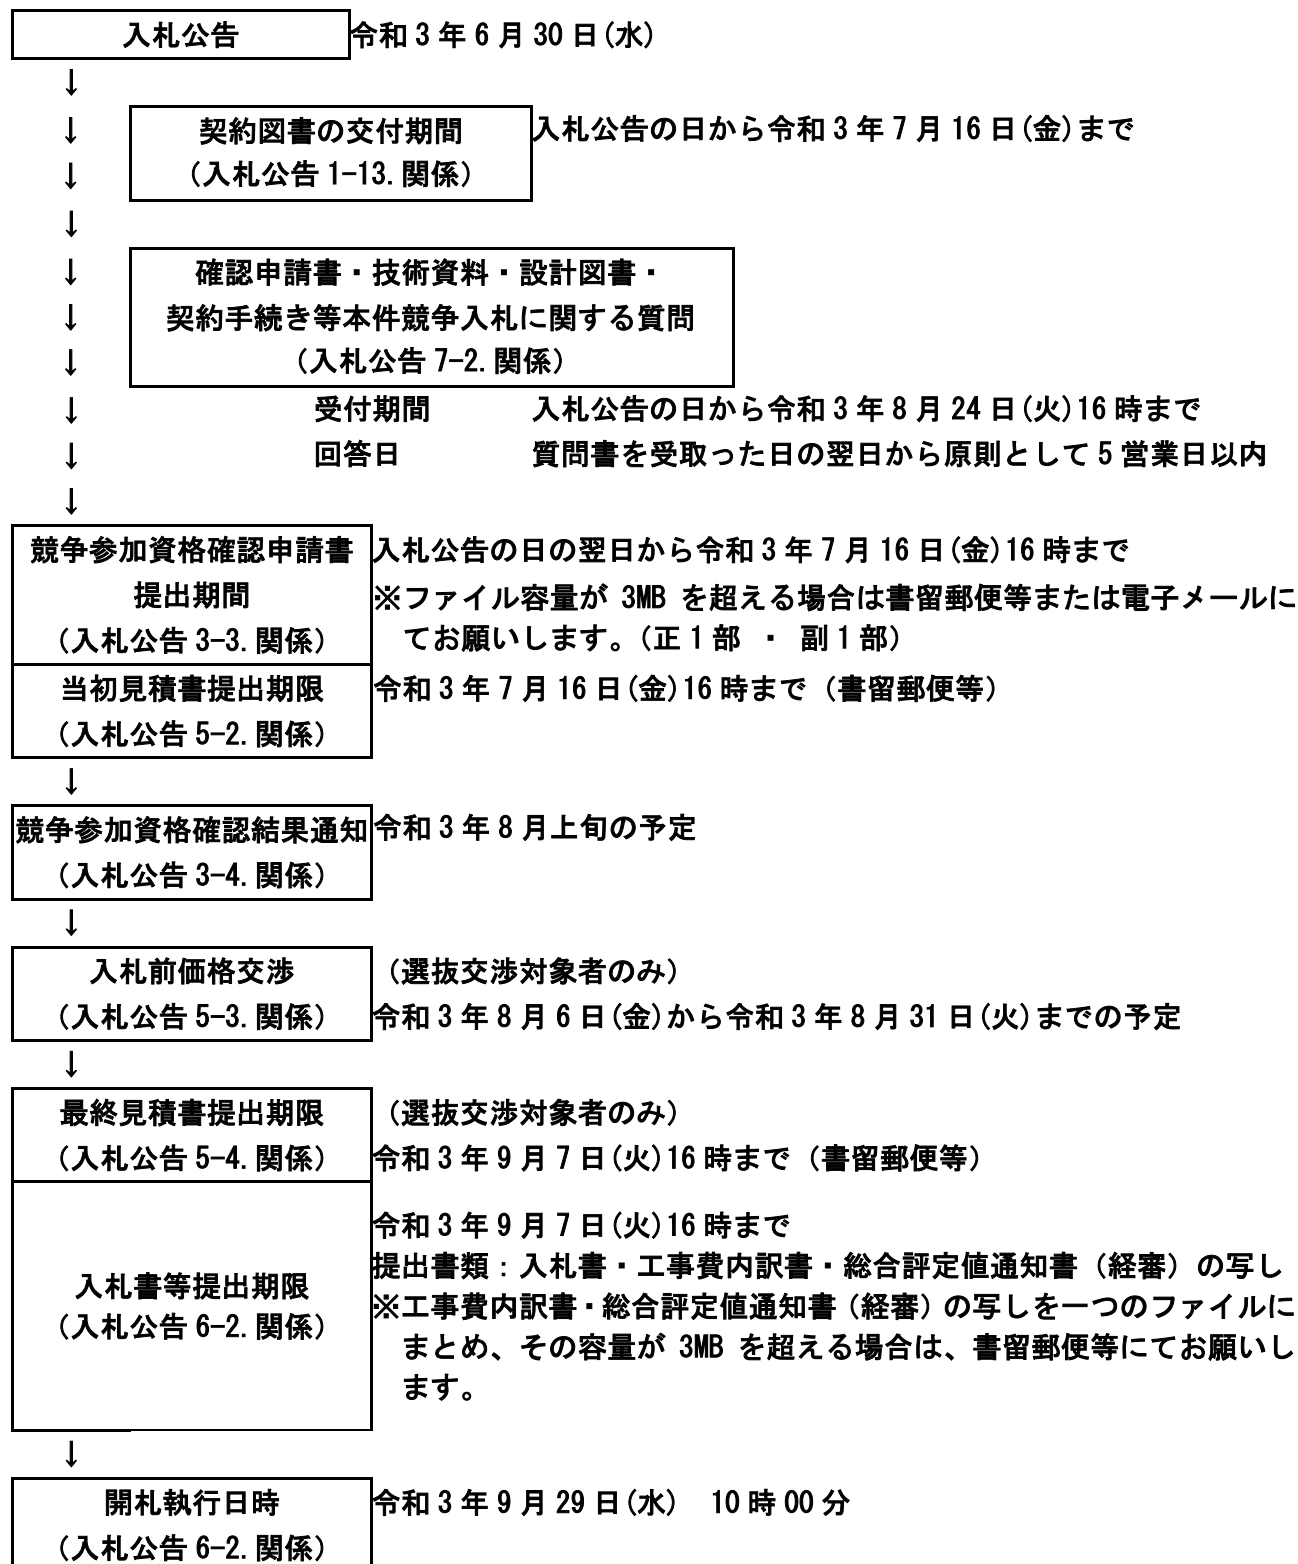 入札公告 令和3年6月30日(水)
↓
↓ 契約図書の交付期間 入札公告の日から令和3年7月16日(金)まで
↓ (入札公告1-13.関係)
↓
↓ 確認申請書・技術資料・設計図書・
↓ 契約手続き等本件競争入札に関する質問
↓ (入札公告7-2.関係)
↓ 受付期間 入札公告の日から令和3年8月24日(火)16時まで
↓ 回答日 質問書を受取った日の翌日から原則として5営業日以内
↓
競争参加資格確認申請書 入札公告の日の翌日から令和3年7月16日(金)16時まで
提出期間 ※ファイル容量が 3MB を超える場合は書留郵便等または電子メールに
(入札公告3-3.関係) てお願いします。(正1部 ・ 副1部)
当初見積書提出期限 令和3年7月16日(金)16時まで(書留郵便等)
(入札公告5-2.関係)
↓
競争参加資格確認結果通知 令和3年8月上旬の予定
(入札公告3-4.関係)
↓
入札前価格交渉 (選抜交渉対象者のみ)
(入札公告5-3.関係) 令和3年8月6日(金)から令和3年8月31日(火)までの予定
↓
最終見積書提出期限 (選抜交渉対象者のみ)
(入札公告5-4.関係) 令和3年9月7日(火)16時まで(書留郵便等)
入札書等提出期限
(入札公告6-2.関係)
令和3年9月7日(火)16時まで
提出書類:入札書・工事費内訳書・総合評定値通知書(経審)の写し
※工事費内訳書・総合評定値通知書(経審)の写しを一つのファイルに
まとめ、その容量が 3MB を超える場合は、書留郵便等にてお願いし
ます。
↓
開札執行日時 令和3年9月29日(水) 10時00分
(入札公告6-2.関係)